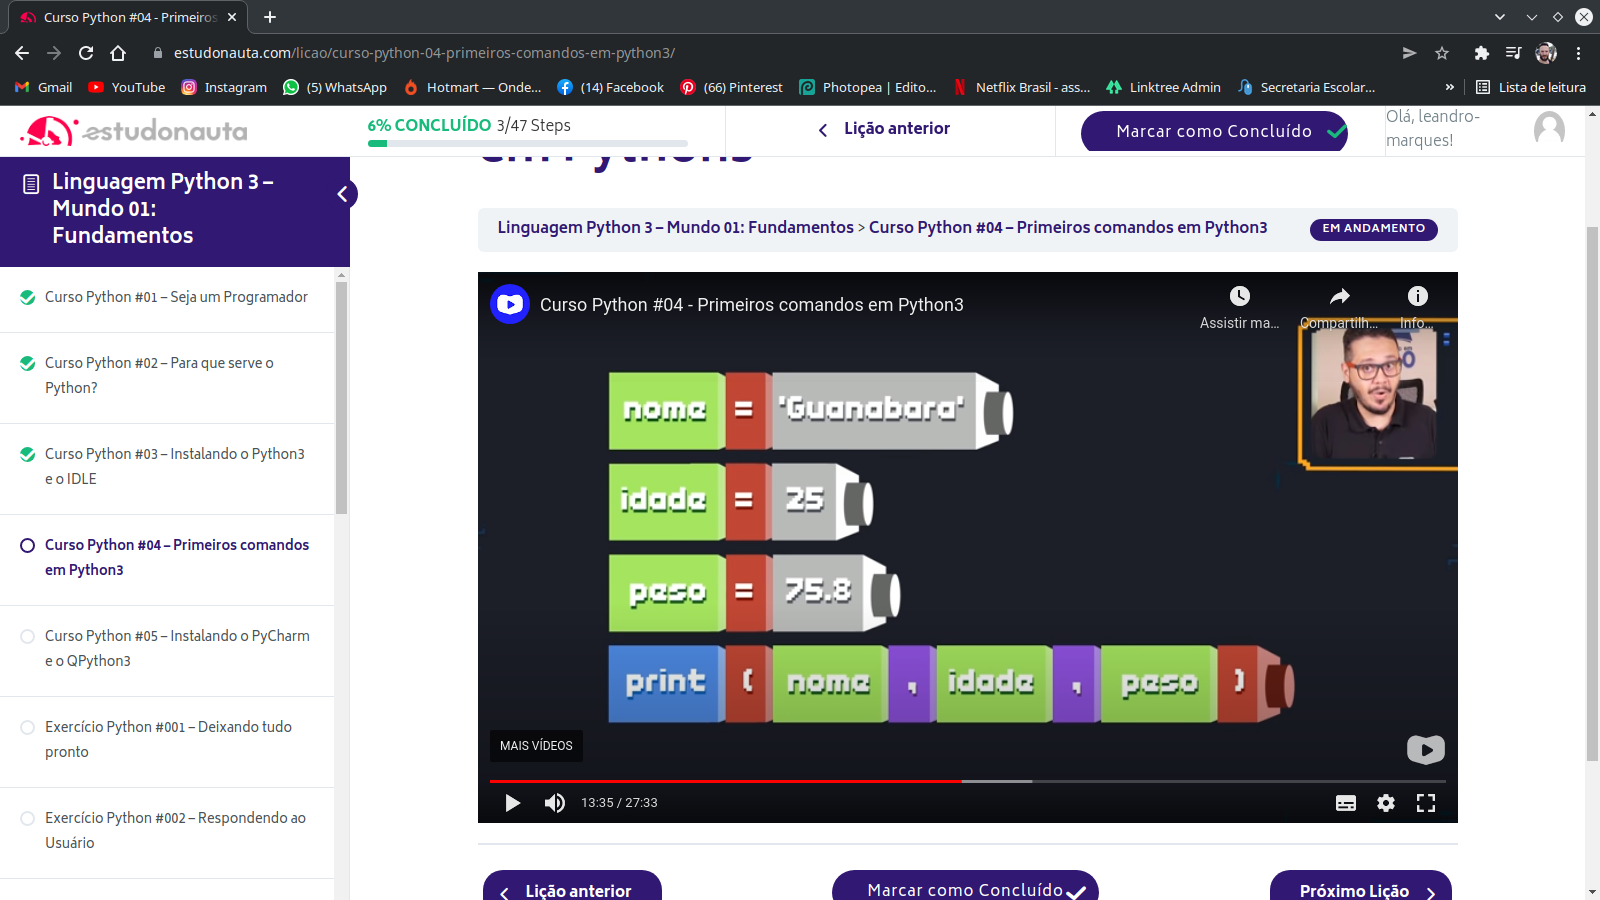 Curso Python #04 - Primeiros
estudonauta.com/licao/curso-python-04-primeiros-comandos-em-python3/
Gmail
YouTube
Instagram
(5) WhatsApp
Hotmart — Onde...
(14) Facebook
(66) Pinterest
Photopea | Edito...
Netflix Brasil - ass...
Linktree Admin
Secretaria Escolar...
»
Lista de leitura
estudonauta
6% CONCLUÍDO 3/47 Steps
Lição anterior
Marcar como Concluído
Olá, leandro-
marques!
em Python3
Linguagem Python 3 –
Mundo 01:
Fundamentos
Linguagem Python 3 – Mundo 01: Fundamentos > Curso Python #04 – Primeiros comandos em Python3
EM ANDAMENTO
Curso Python #01 – Seja um Programador
Curso Python #02 – Para que serve o
Python?
Curso Python #03 – Instalando o Python3
e o IDLE
Curso Python #04 – Primeiros comandos
em Python3
Curso Python #05 – Instalando o PyCharm
e o QPython3
Exercício Python #001 – Deixando tudo
pronto
Exercício Python #002 – Respondendo ao
Usuário
Curso Python #04 - Primeiros comandos em Python3
Assistir ma...
Compartilh...
Info...
nome = 'Guanabara'
idade = 25
peso = 75.8
print ( nome , idade , peso )
MAIS VÍDEOS
13:35 / 27:33
Lição anterior
Marcar como Concluído
Próximo Lição